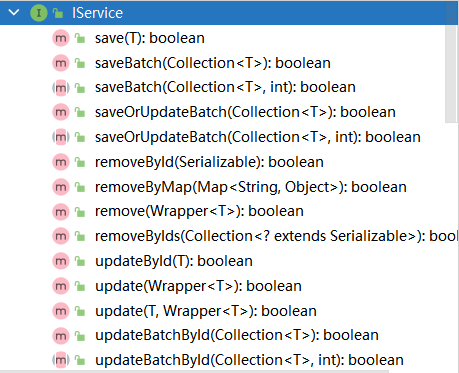 IService
save(T): boolean
saveBatch(Collection<T>): boolean
saveBatch(Collection<T>, int): boolean
saveOrUpdateBatch(Collection<T>): boolean
saveOrUpdateBatch(Collection<T>, int): boolean
removeById(Serializable): boolean
removeByMap(Map<String, Object>): boolean
remove(Wrapper<T>): boolean
removeByIds(Collection<? extends Serializable>): bool
updateById(T): boolean
update(Wrapper<T>): boolean
update(T, Wrapper<T>): boolean
updateBatchById(Collection<T>): boolean
updateBatchById(Collection<T>, int): boolean